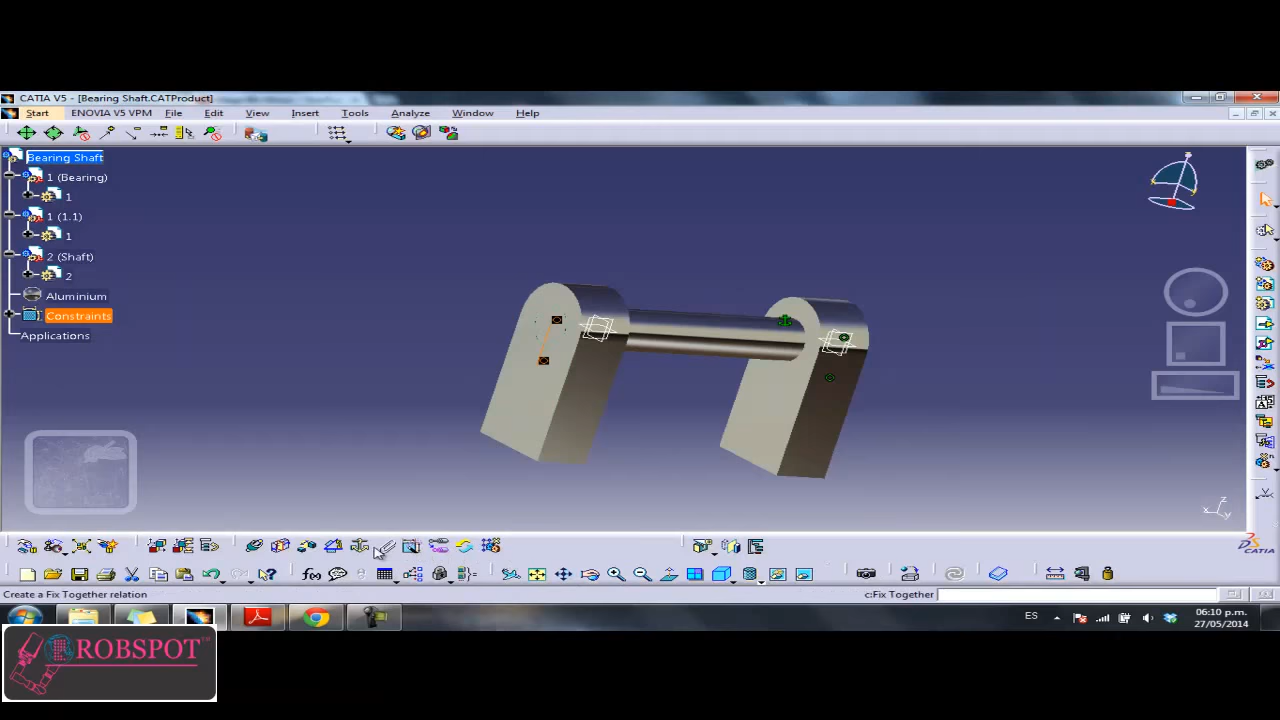 CATIA V5 - [Bearing Shaft.CATProduct]
Start ENOVIA V5 VPM File Edit View Insert Tools Analyze Window Help
Bearing Shaft
1 (Bearing)
1
1 (1.1)
1
2 (Shaft)
2
Aluminium
Constraints
Applications
z
x
y
f(x)
CATIA
Create a Fix Together relation
c:Fix Together
ES
06:10 p.m.
27/05/2014
ROBSPOT